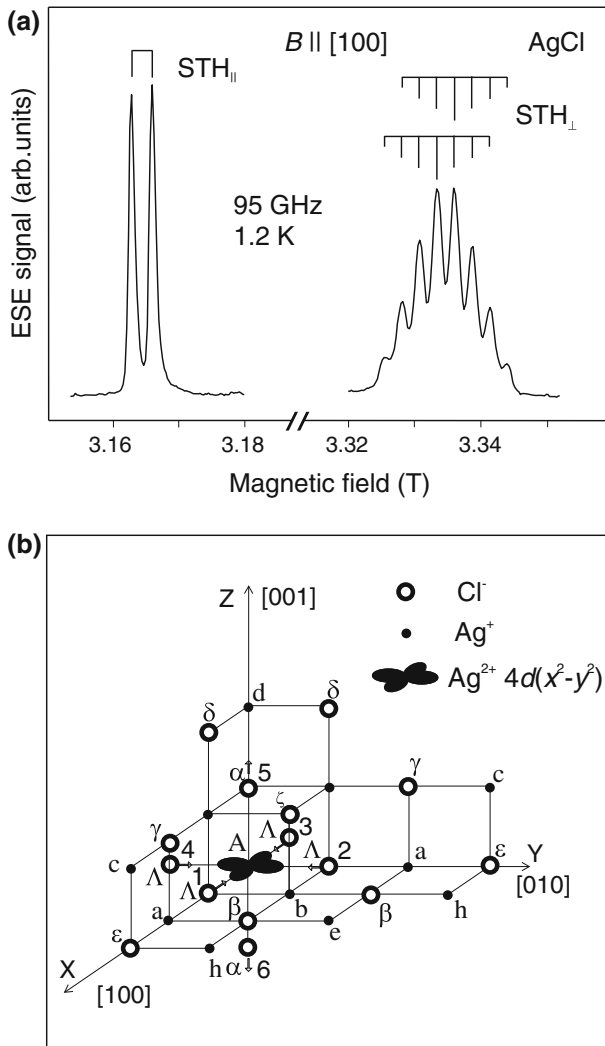 (a)
B || [100] AgCl
STH||
STH⊥
95 GHz
1.2 K
ESE signal (arb.units)
3.16 3.18 3.32 3.34
Magnetic field (T)
(b)
Z [001]
Cl⁻
Ag⁺
Ag²⁺ 4d(x²-y²)
d δ
δ
α 5 γ c
ζ
γ Λ 3
4 A Λ 2
c Λ 1 Λ a ε Y
[010]
a β b β h
ε e
X h α 6
[100]